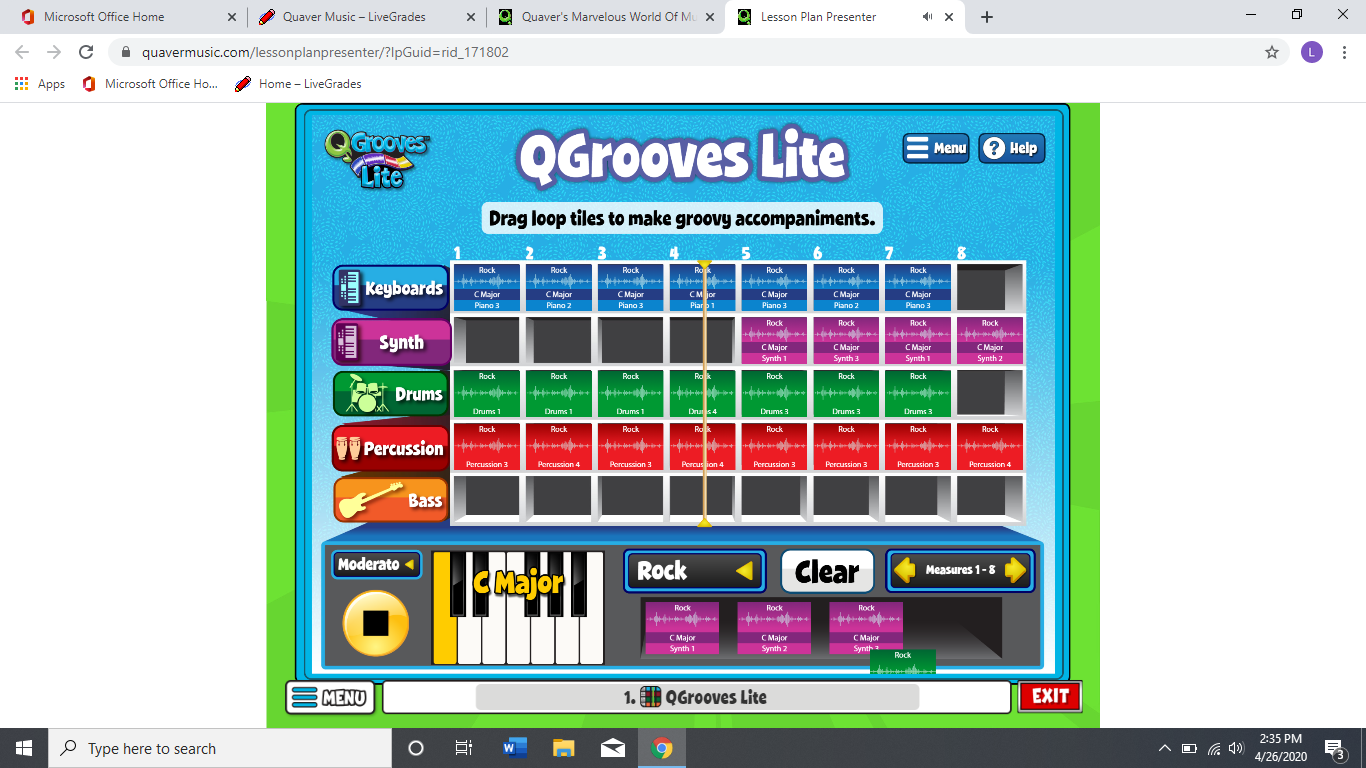 Microsoft Office Home
Quaver Music – LiveGrades
Quaver's Marvelous World Of Mu
Lesson Plan Presenter
quavermusic.com/lessonplanpresenter/?lpGuid=rid_171802
L
Apps
Microsoft Office Ho...
Home – LiveGrades
QGrooves Lite
QGrooves Lite
Menu
Help
Drag loop tiles to make groovy accompaniments.
1 2 3 4 5 6 7 8
Keyboards
Rock Rock Rock Rock Rock Rock Rock
C Major C Major C Major C Major C Major C Major C Major
Piano 3 Piano 2 Piano 3 Piano 1 Piano 3 Piano 2 Piano 3
Synth
Rock Rock Rock Rock
C Major C Major C Major C Major
Synth 1 Synth 3 Synth 1 Synth 2
Drums
Rock Rock Rock Rock Rock Rock Rock
Drums 1 Drums 1 Drums 1 Drums 4 Drums 3 Drums 3 Drums 3
Percussion
Rock Rock Rock Rock Rock Rock Rock Rock
Percussion 3 Percussion 4 Percussion 3 Percussion 4 Percussion 3 Percussion 3 Percussion 3 Percussion 4
Bass
Moderato
C Major
Rock
Clear
Measures 1 - 8
Rock Rock Rock
C Major C Major C Major
Synth 1 Synth 2 Synth 3
Rock
MENU
1. QGrooves Lite
EXIT
Type here to search
2:35 PM
4/26/2020
3